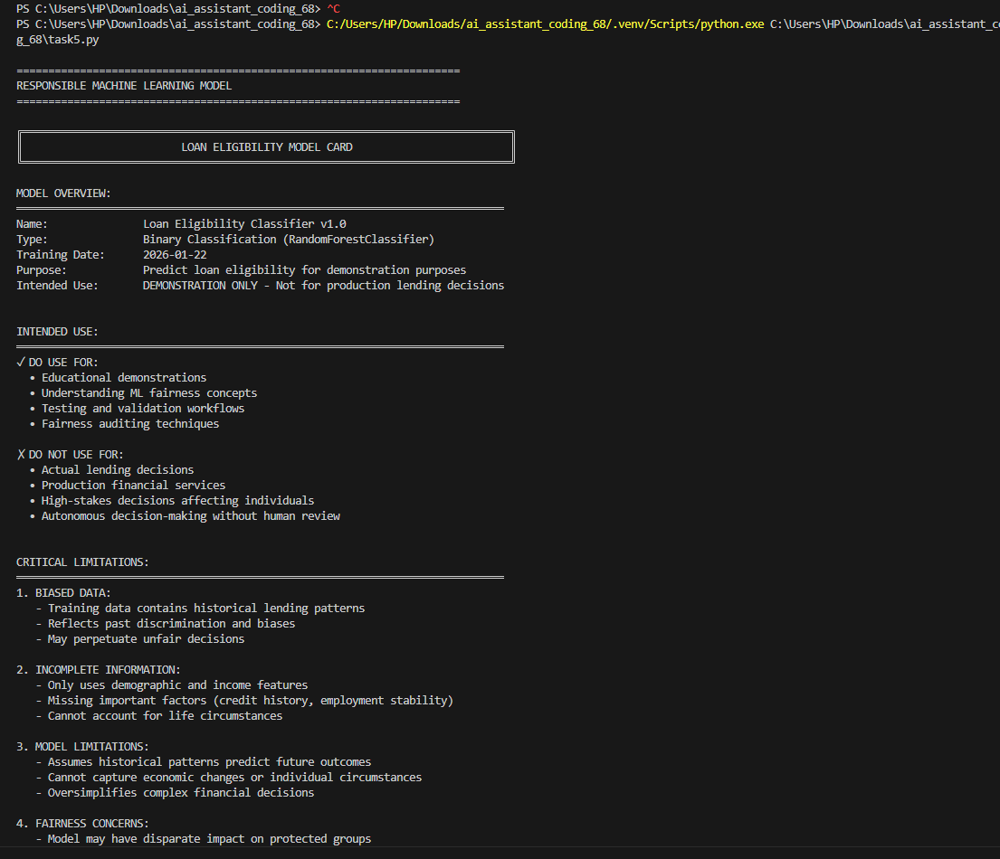 PS C:\Users\HP\Downloads\ai_assistant_coding_68> ^C
PS C:\Users\HP\Downloads\ai_assistant_coding_68> C:/Users/HP/Downloads/ai_assistant_coding_68/.venv/Scripts/python.exe C:\Users\HP\Downloads\ai_assistant_co
g_68\task5.py
======================================================================
RESPONSIBLE MACHINE LEARNING MODEL
======================================================================
LOAN ELIGIBILITY MODEL CARD
MODEL OVERVIEW:
Name: Loan Eligibility Classifier v1.0
Type: Binary Classification (RandomForestClassifier)
Training Date: 2026-01-22
Purpose: Predict loan eligibility for demonstration purposes
Intended Use: DEMONSTRATION ONLY - Not for production lending decisions
INTENDED USE:
✓ DO USE FOR:
• Educational demonstrations
• Understanding ML fairness concepts
• Testing and validation workflows
• Fairness auditing techniques
✗ DO NOT USE FOR:
• Actual lending decisions
• Production financial services
• High-stakes decisions affecting individuals
• Autonomous decision-making without human review
CRITICAL LIMITATIONS:
1. BIASED DATA:
- Training data contains historical lending patterns
- Reflects past discrimination and biases
- May perpetuate unfair decisions
2. INCOMPLETE INFORMATION:
- Only uses demographic and income features
- Missing important factors (credit history, employment stability)
- Cannot account for life circumstances
3. MODEL LIMITATIONS:
- Assumes historical patterns predict future outcomes
- Cannot capture economic changes or individual circumstances
- Oversimplifies complex financial decisions
4. FAIRNESS CONCERNS:
- Model may have disparate impact on protected groups